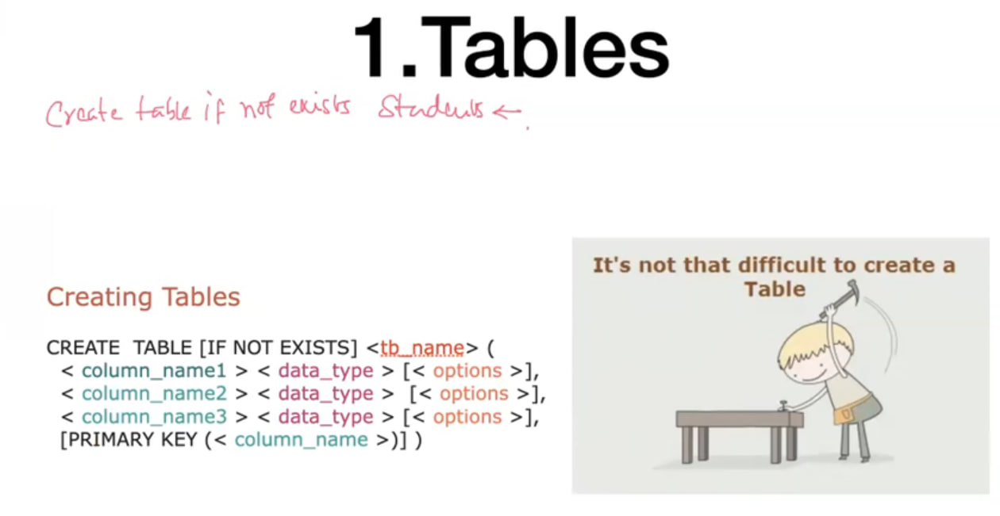 1.Tables
Create table if not exists Students ←
Creating Tables
CREATE TABLE [IF NOT EXISTS] <tb_name> (
< column_name1 > < data_type > [< options >],
< column_name2 > < data_type > [< options >],
< column_name3 > < data_type > [< options >],
[PRIMARY KEY (< column_name >)] )
It's not that difficult to create a
Table